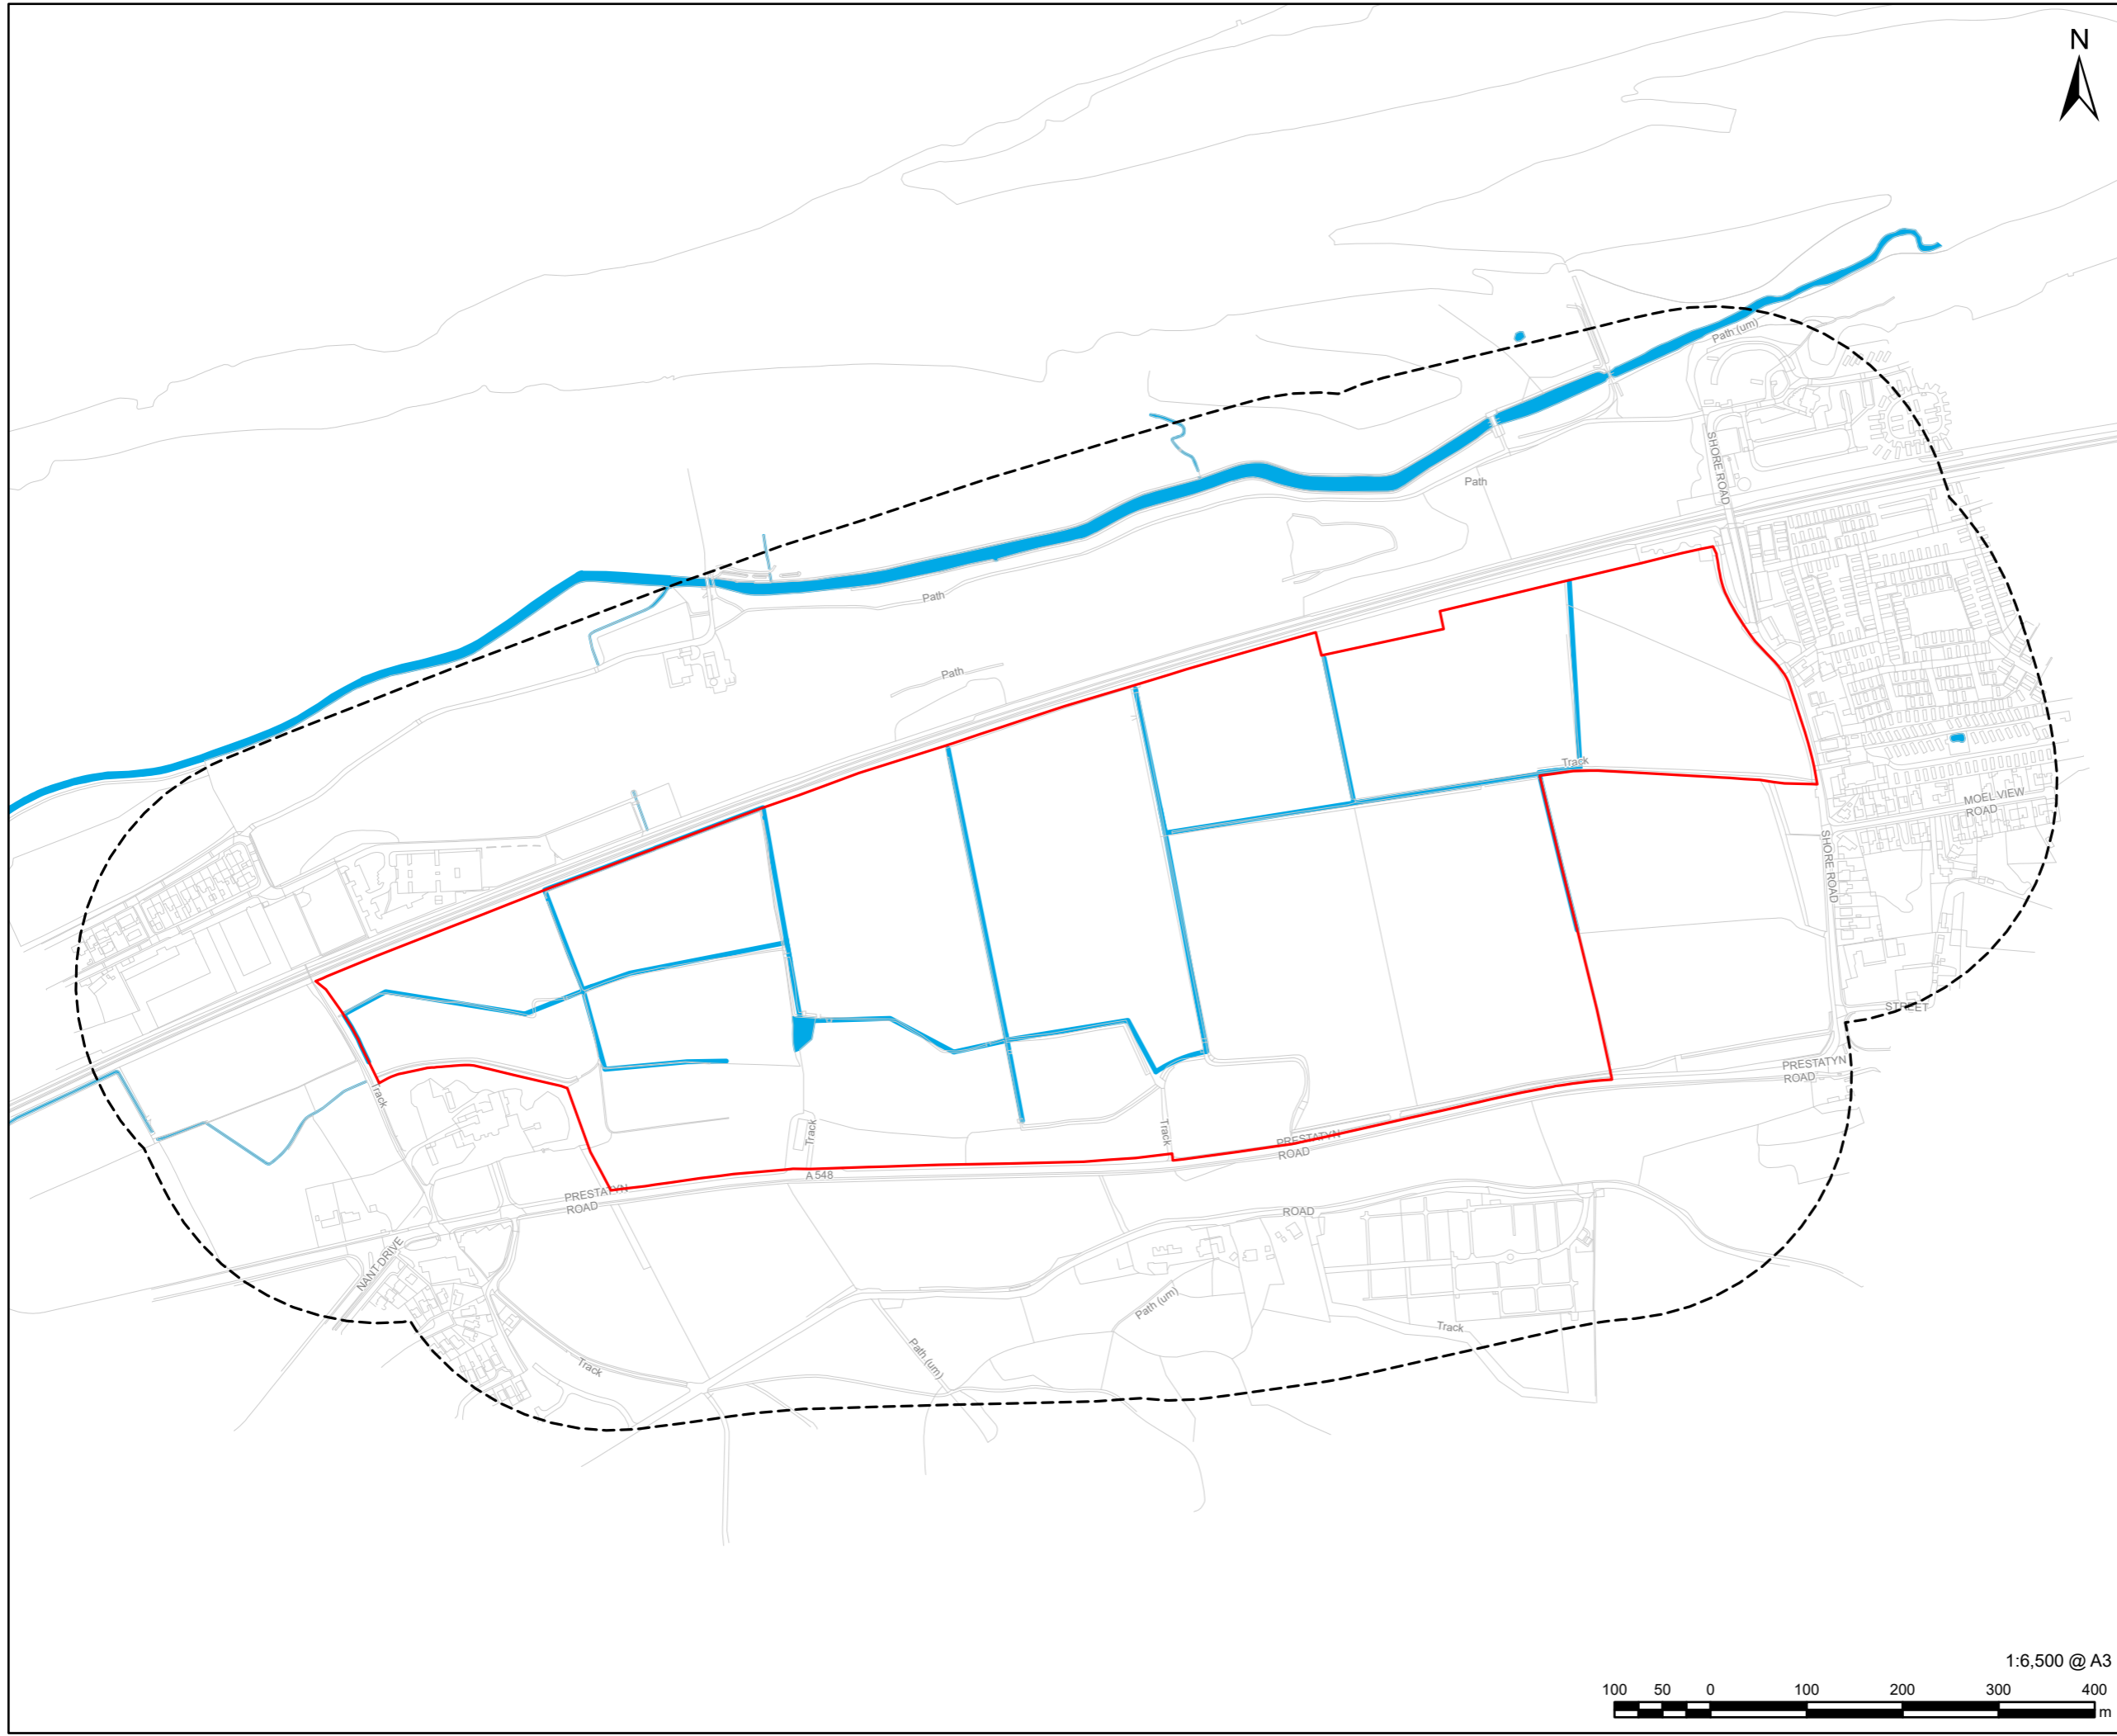 N
Path (um)
SHORE ROAD
Path
Path
Path
Track
MOEL VIEW
ROAD
SHORE ROAD
STREET
PRESTATYN
ROAD
Track
Track
Track
PRESTATYN
ROAD
A 548
PRESTATYN
ROAD
ROAD
NANT DRIVE
Path (um)
Track
Path (um)
Track
1:6,500 @ A3
100 50 0 100 200 300 400
m